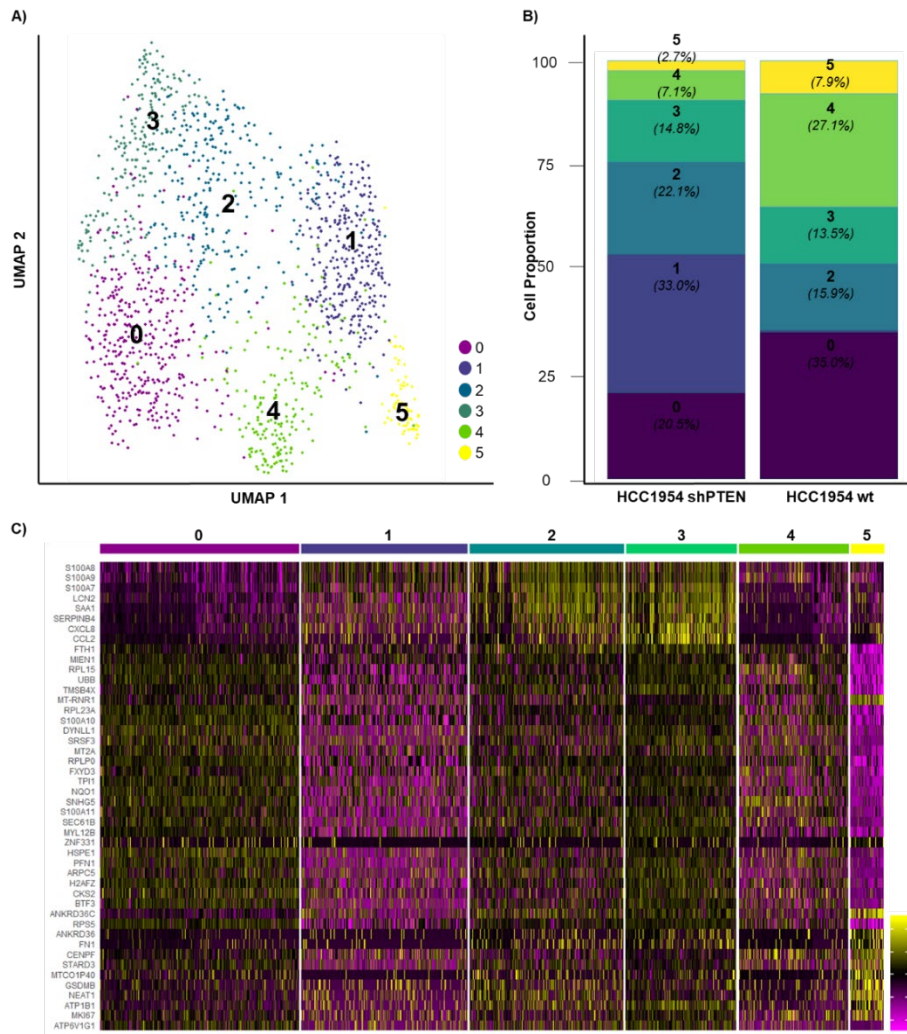 A)
UMAP 2
3
2
1
0
4
5
0
1
2
3
4
5
UMAP 1
B)
Cell Proportion
100
75
50
25
0
5
(2.7%)
4
(7.1%)
3
(14.8%)
2
(22.1%)
1
(33.0%)
0
(20.5%)
5
(7.9%)
4
(27.1%)
3
(13.5%)
2
(15.9%)
0
(35.0%)
HCC1954 shPTEN
HCC1954 wt
C)
0 1 2 3 4 5
S100A8
S100A9
S100A7
LCN2
SAA1
SERPINB4
CXCL8
CCL2
FTH1
MIEN1
RPL15
UBB
TMSB4X
MT-RNR1
RPL23A
S100A10
DYNLL1
SRSF3
MT2A
RPLP0
FXYD3
TPI1
NQO1
SNHG5
S100A11
SEC61B
MYL12B
ZNF331
HSPE1
PFN1
ARPC5
H2AFZ
CKS2
BTF3
ANKRD36C
RPS5
ANKRD36
FN1
CENPF
STARD3
MTCO1P40
GSDMB
NEAT1
ATP1B1
MKI67
ATP6V1G1